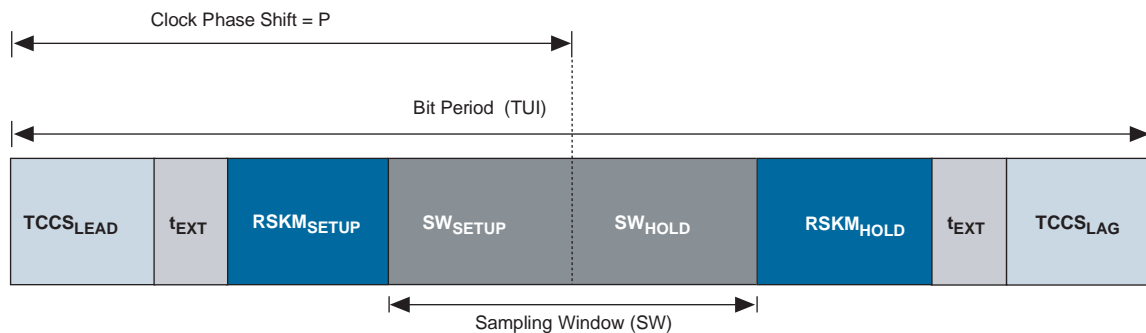 Clock Phase Shift = P
Bit Period (TUI)
TCCSLEAD tEXT RSKMSETUP SWSETUP SWHOLD RSKMHOLD tEXT TCCSLAG
Sampling Window (SW)